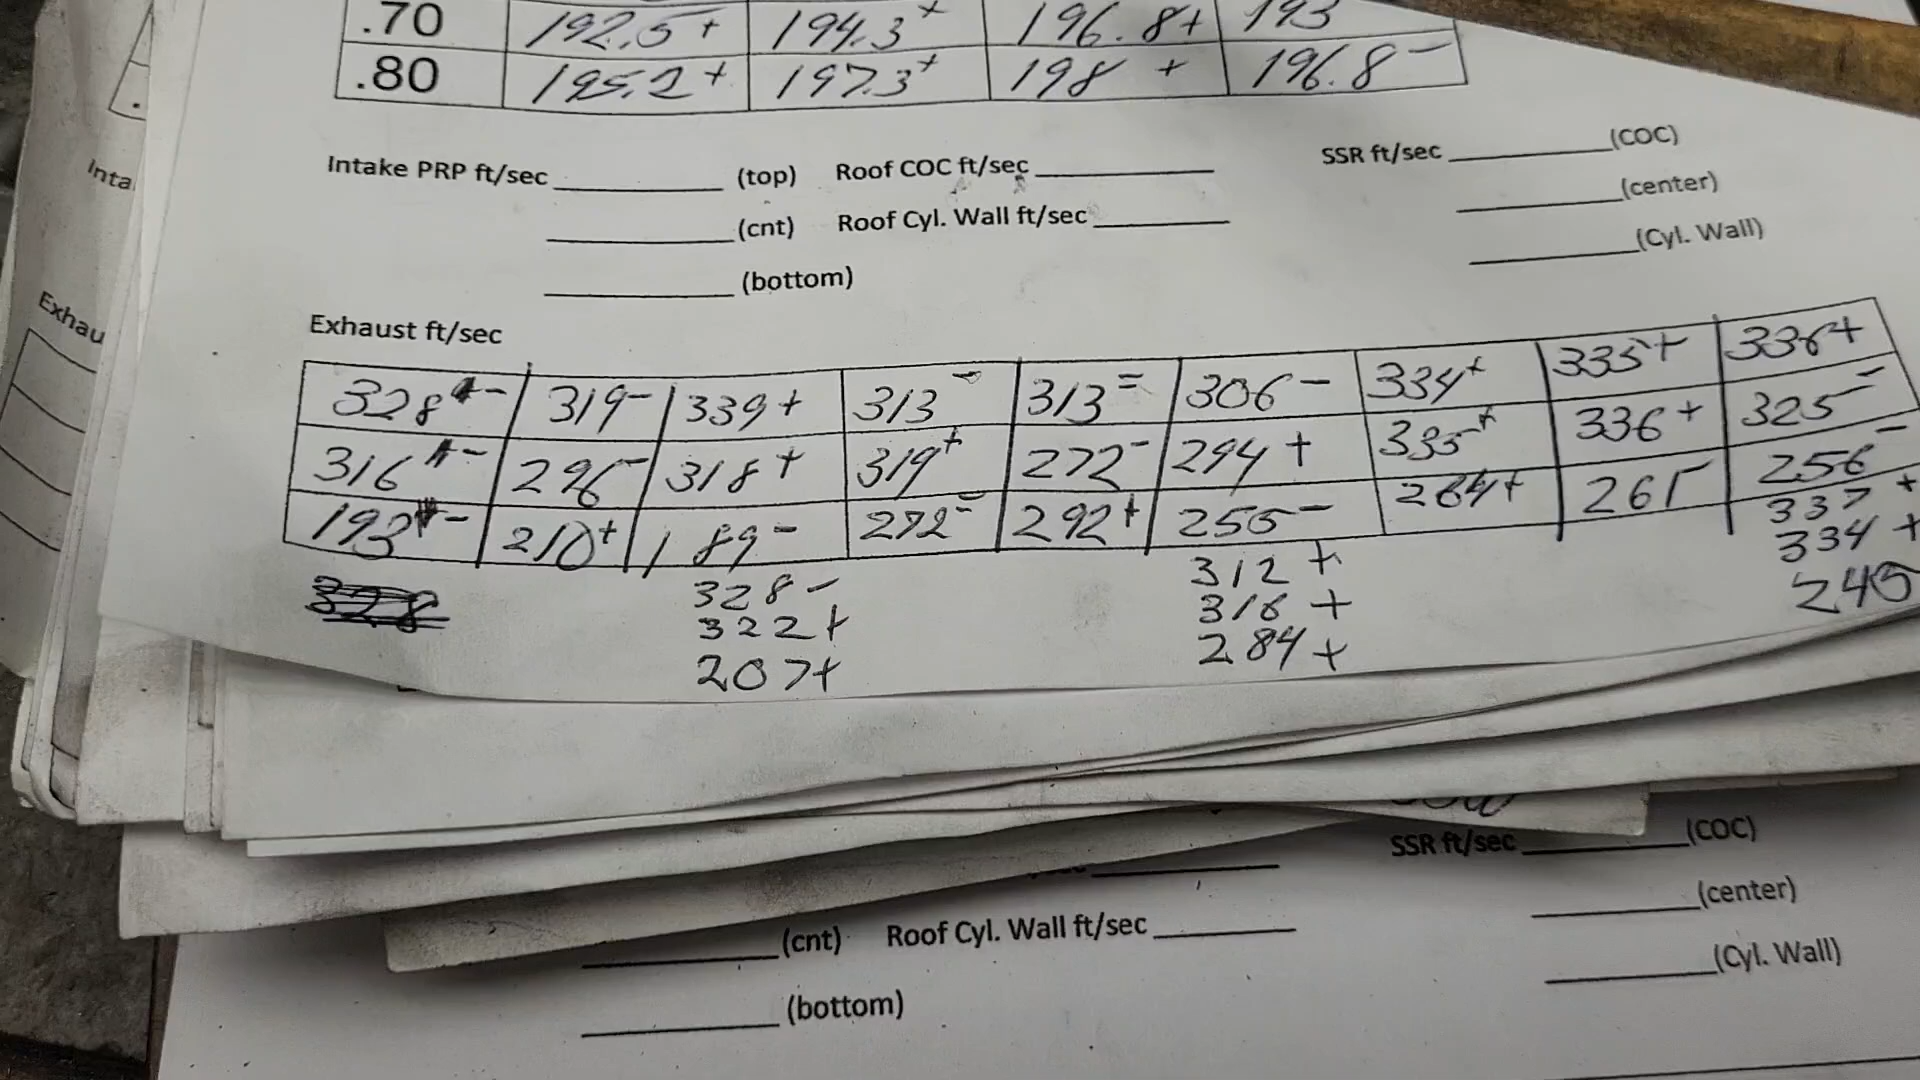 .70 192.5+ 194.3+ 196.8+ 193
.80 195.2+ 197.3+ 198 + 196.8-
Intake PRP ft/sec (top) Roof COC ft/sec SSR ft/sec (COC)
(center)
(cnt) Roof Cyl. Wall ft/sec (Cyl. Wall)
(bottom)
Inta
Exhau
Exhaust ft/sec
328 - 319- 339+ 313- 313= 306- 334+ 335+ 336+
316 - 296- 318+ 319+ 272- 294+ 335+ 336+ 325=
193 - 210+ 189- 272= 292+ 255- 264+ 261- 256-
328- 312+ 337+
322+ 316+ 334+
207+ 284+ 245
SSR ft/sec (COC)
(center)
(cnt) Roof Cyl. Wall ft/sec (Cyl. Wall)
(bottom)